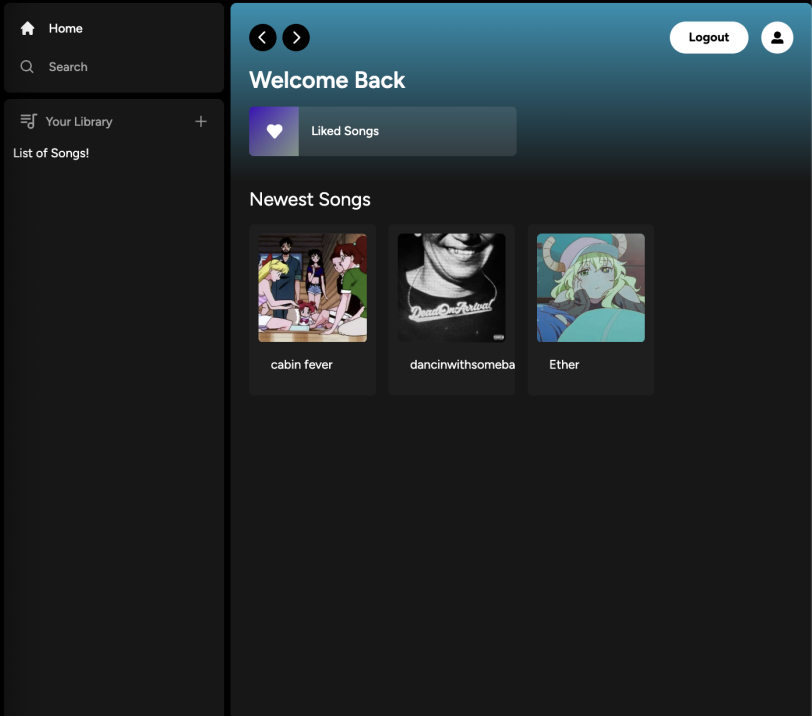 Home
Search
Your Library
List of Songs!
Logout
Welcome Back
Liked Songs
Newest Songs
DeadOnArrival
cabin fever
dancinwithsomeba
Ether